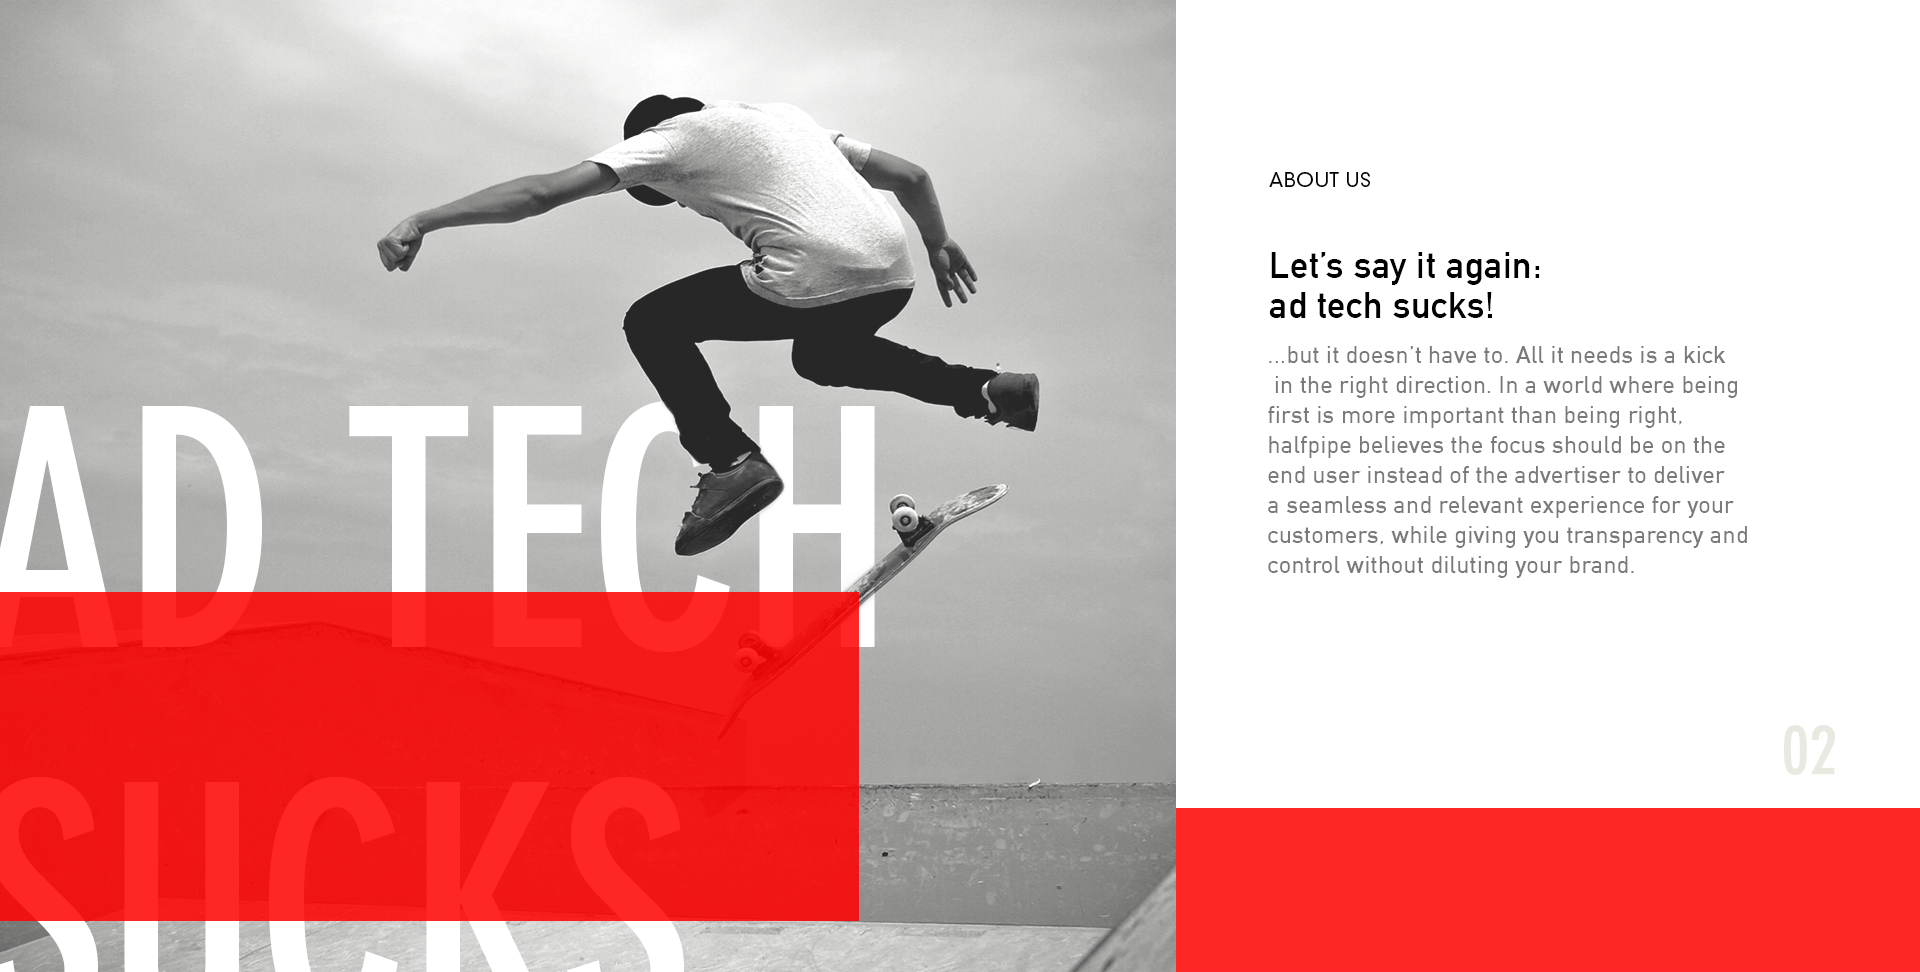 AD TECH
SUCKS
ABOUT US
Let's say it again:
ad tech sucks!
...but it doesn't have to. All it needs is a kick
in the right direction. In a world where being
first is more important than being right,
halfpipe believes the focus should be on the
end user instead of the advertiser to deliver
a seamless and relevant experience for your
customers, while giving you transparency and
control without diluting your brand.
02